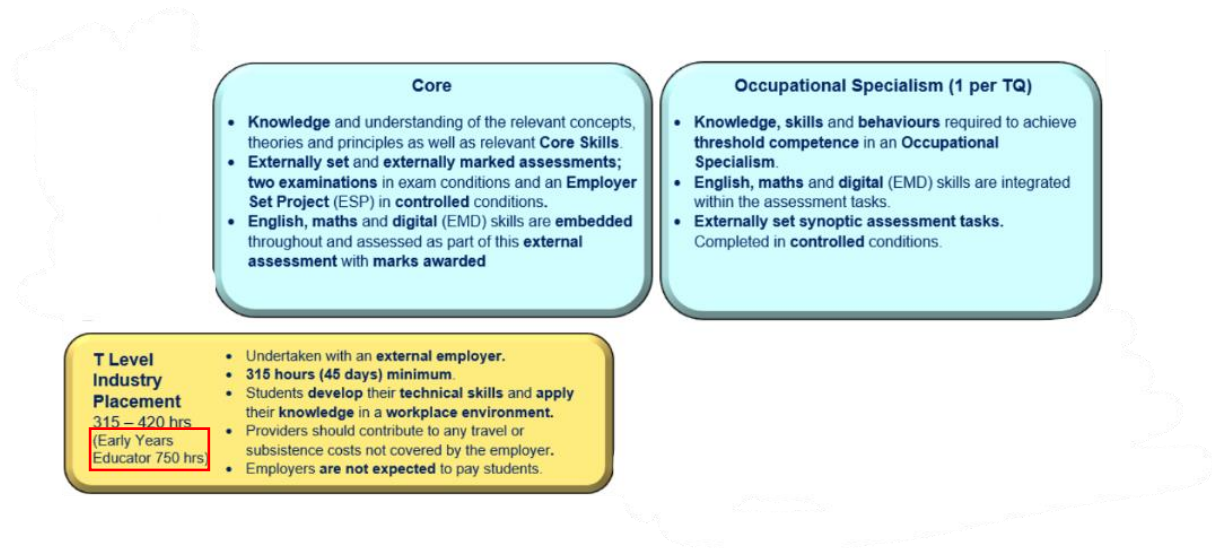 Core
• Knowledge and understanding of the relevant concepts,
theories and principles as well as relevant Core Skills.
• Externally set and externally marked assessments;
two examinations in exam conditions and an Employer
Set Project (ESP) in controlled conditions.
• English, maths and digital (EMD) skills are embedded
throughout and assessed as part of this external
assessment with marks awarded
Occupational Specialism (1 per TQ)
• Knowledge, skills and behaviours required to achieve
threshold competence in an Occupational
Specialism.
• English, maths and digital (EMD) skills are integrated
within the assessment tasks.
• Externally set synoptic assessment tasks.
Completed in controlled conditions.
T Level
Industry
Placement
315 – 420 hrs
(Early Years
Educator 750 hrs)
• Undertaken with an external employer.
• 315 hours (45 days) minimum.
• Students develop their technical skills and apply
their knowledge in a workplace environment.
• Providers should contribute to any travel or
subsistence costs not covered by the employer.
• Employers are not expected to pay students.